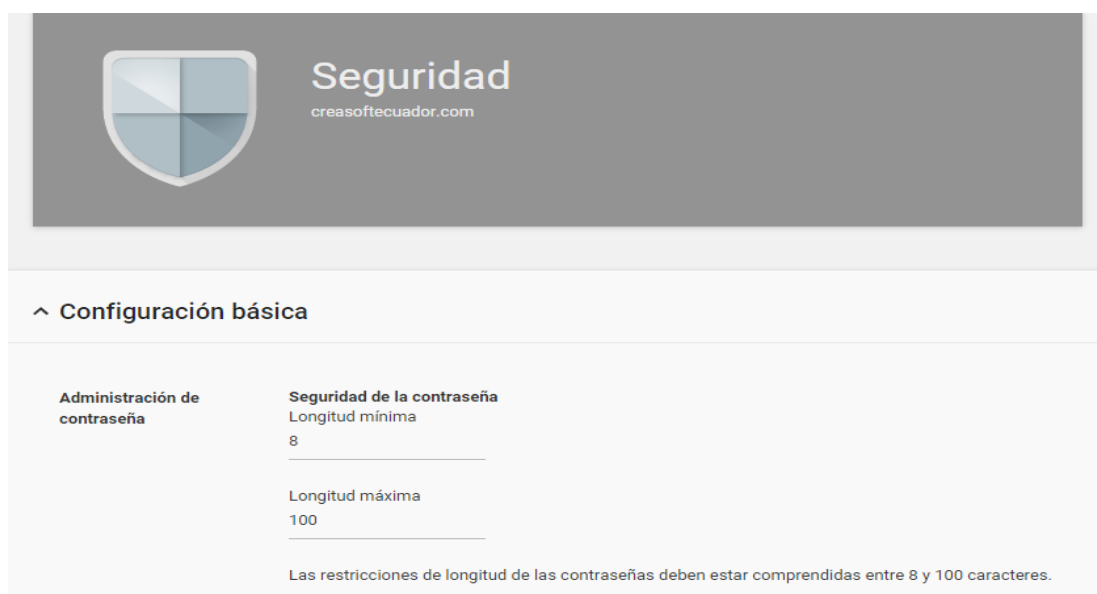 Seguridad
creasoftecuador.com
Configuración básica
Administración de
contraseña
Seguridad de la contraseña
Longitud mínima
8
Longitud máxima
100
Las restricciones de longitud de las contraseñas deben estar comprendidas entre 8 y 100 caracteres.